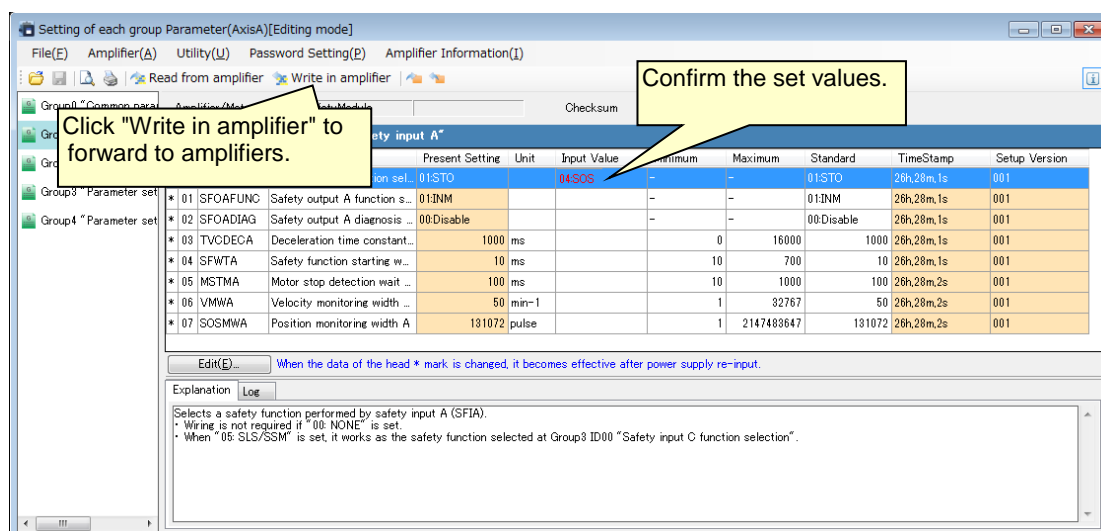 Setting of each group Parameter(AxisA)[Editing mode]
File(F) Amplifier(A) Utility(U) Password Setting(P) Amplifier Information(I)
Read from amplifier Write in amplifier
Confirm the set values.
Checksum
Click "Write in amplifier" to
forward to amplifiers.
Group3 "Parameter set
Group4 "Parameter set
Present Setting Unit Input Value Minimum Maximum Standard TimeStamp Setup Version
01:STO 04:SOS - - 01:STO 26h,28m,1s 001
* 01 SFOAFUNC Safety output A function s... 01:INM - - 01:INM 26h,28m,1s 001
* 02 SFOADIAG Safety output A diagnosis ... 00:Disable - - 00:Disable 26h,28m,1s 001
* 03 TVCDECA Deceleration time constant... 1000 ms 0 16000 1000 26h,28m,1s 001
* 04 SFWTA Safety function starting w... 10 ms 10 700 10 26h,28m,1s 001
* 05 MSTMA Motor stop detection wait ... 100 ms 10 1000 100 26h,28m,2s 001
* 06 VMWA Velocity monitoring width ... 50 min-1 1 32767 50 26h,28m,2s 001
* 07 SOSMWA Position monitoring width A 131072 pulse 1 2147483647 131072 26h,28m,2s 001
Edit(E)... When the data of the head * mark is changed, it becomes effective after power supply re-input.
Explanation Log
Selects a safety function performed by safety input A (SFIA).
・ Wiring is not required if "00: NONE" is set.
・ When "05: SLS/SSM" is set, it works as the safety function selected at Group3 ID00 "Safety input C function selection".